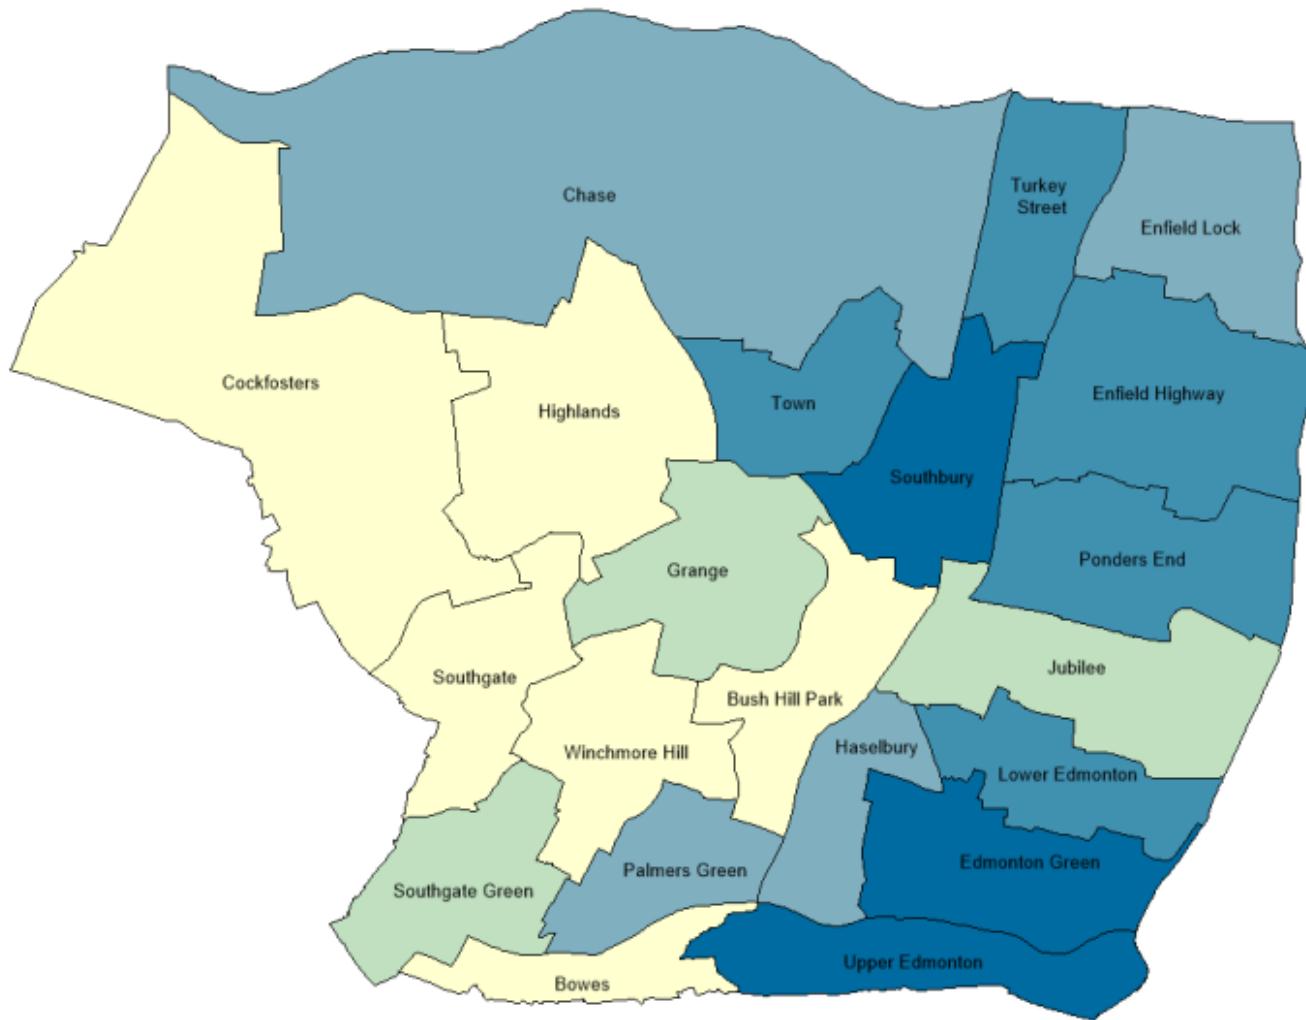 Chase
Turkey
Street
Enfield Lock
Cockfosters
Highlands
Town
Enfield Highway
Southbury
Grange
Ponders End
Southgate
Bush Hill Park
Jubilee
Winchmore Hill
Haselbury
Lower Edmonton
Southgate Green
Palmers Green
Edmonton Green
Bowes
Upper Edmonton